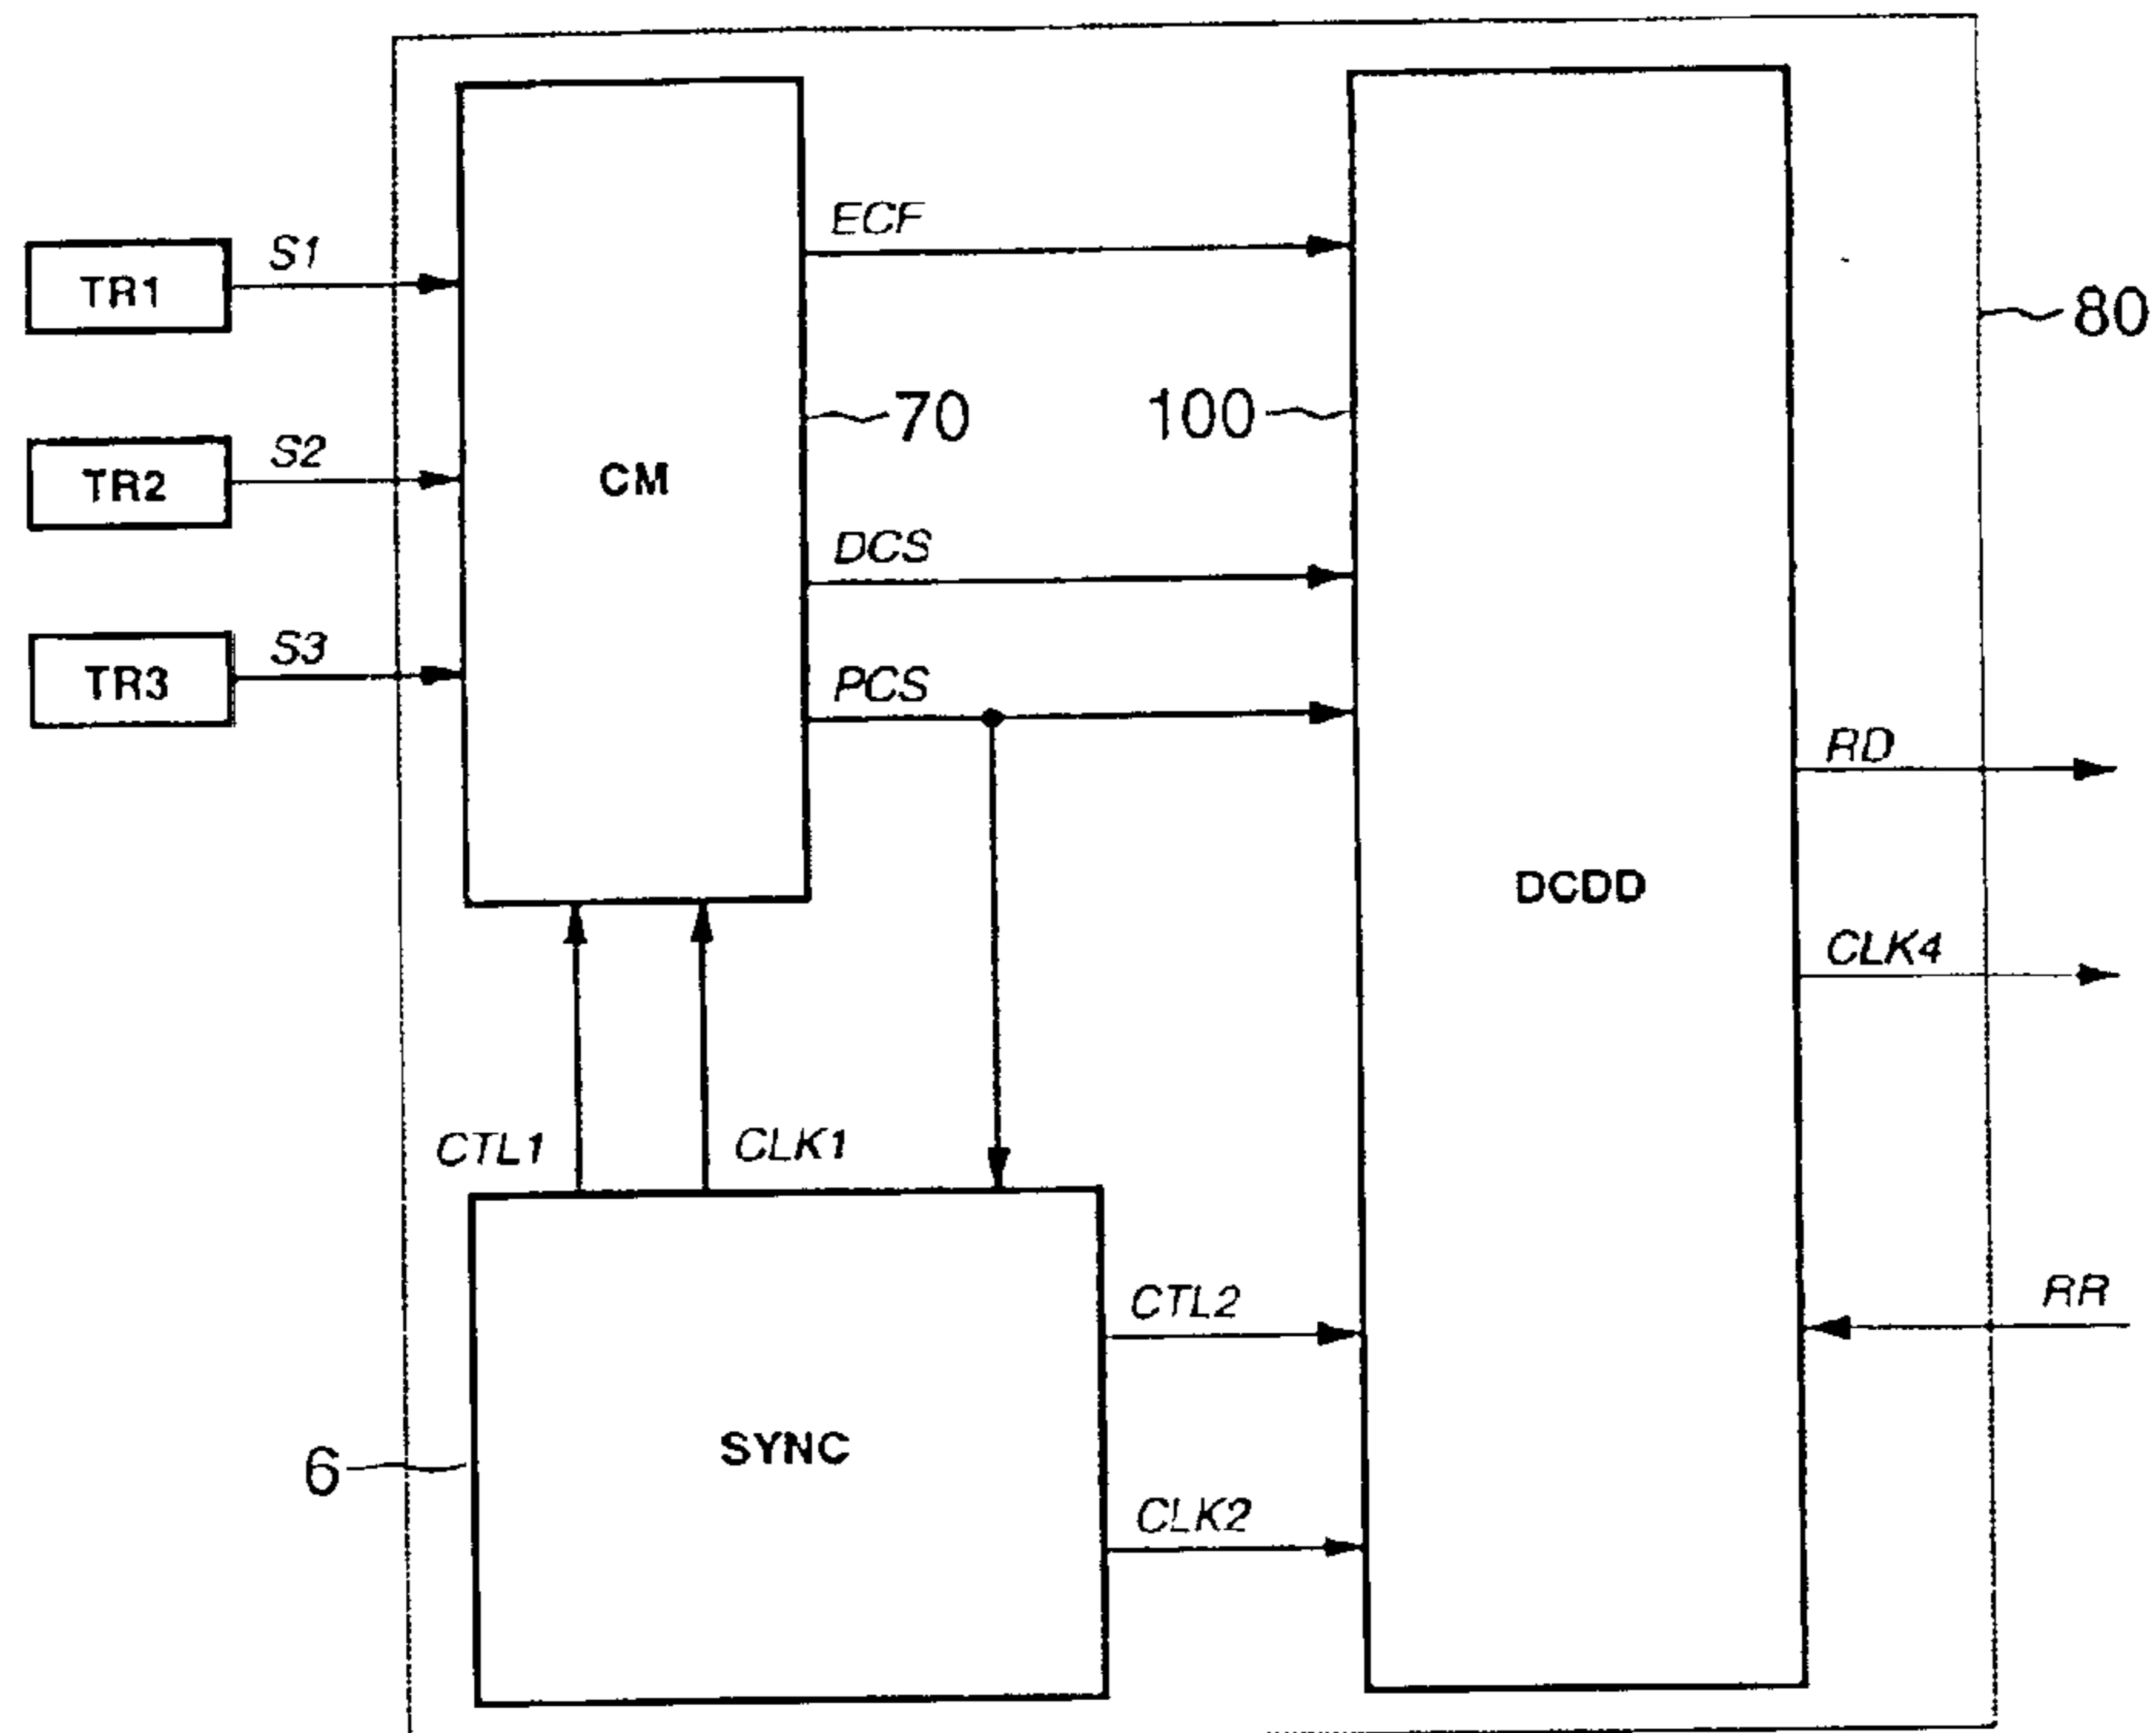 ECF
S1
TR1
80
70
100
S2
TR2
CM
DCS
S3
TR3
PCS
RD
DCDD
CLK4
CTL1
CLK1
CTL2
RR
SYNC
6
CLK2